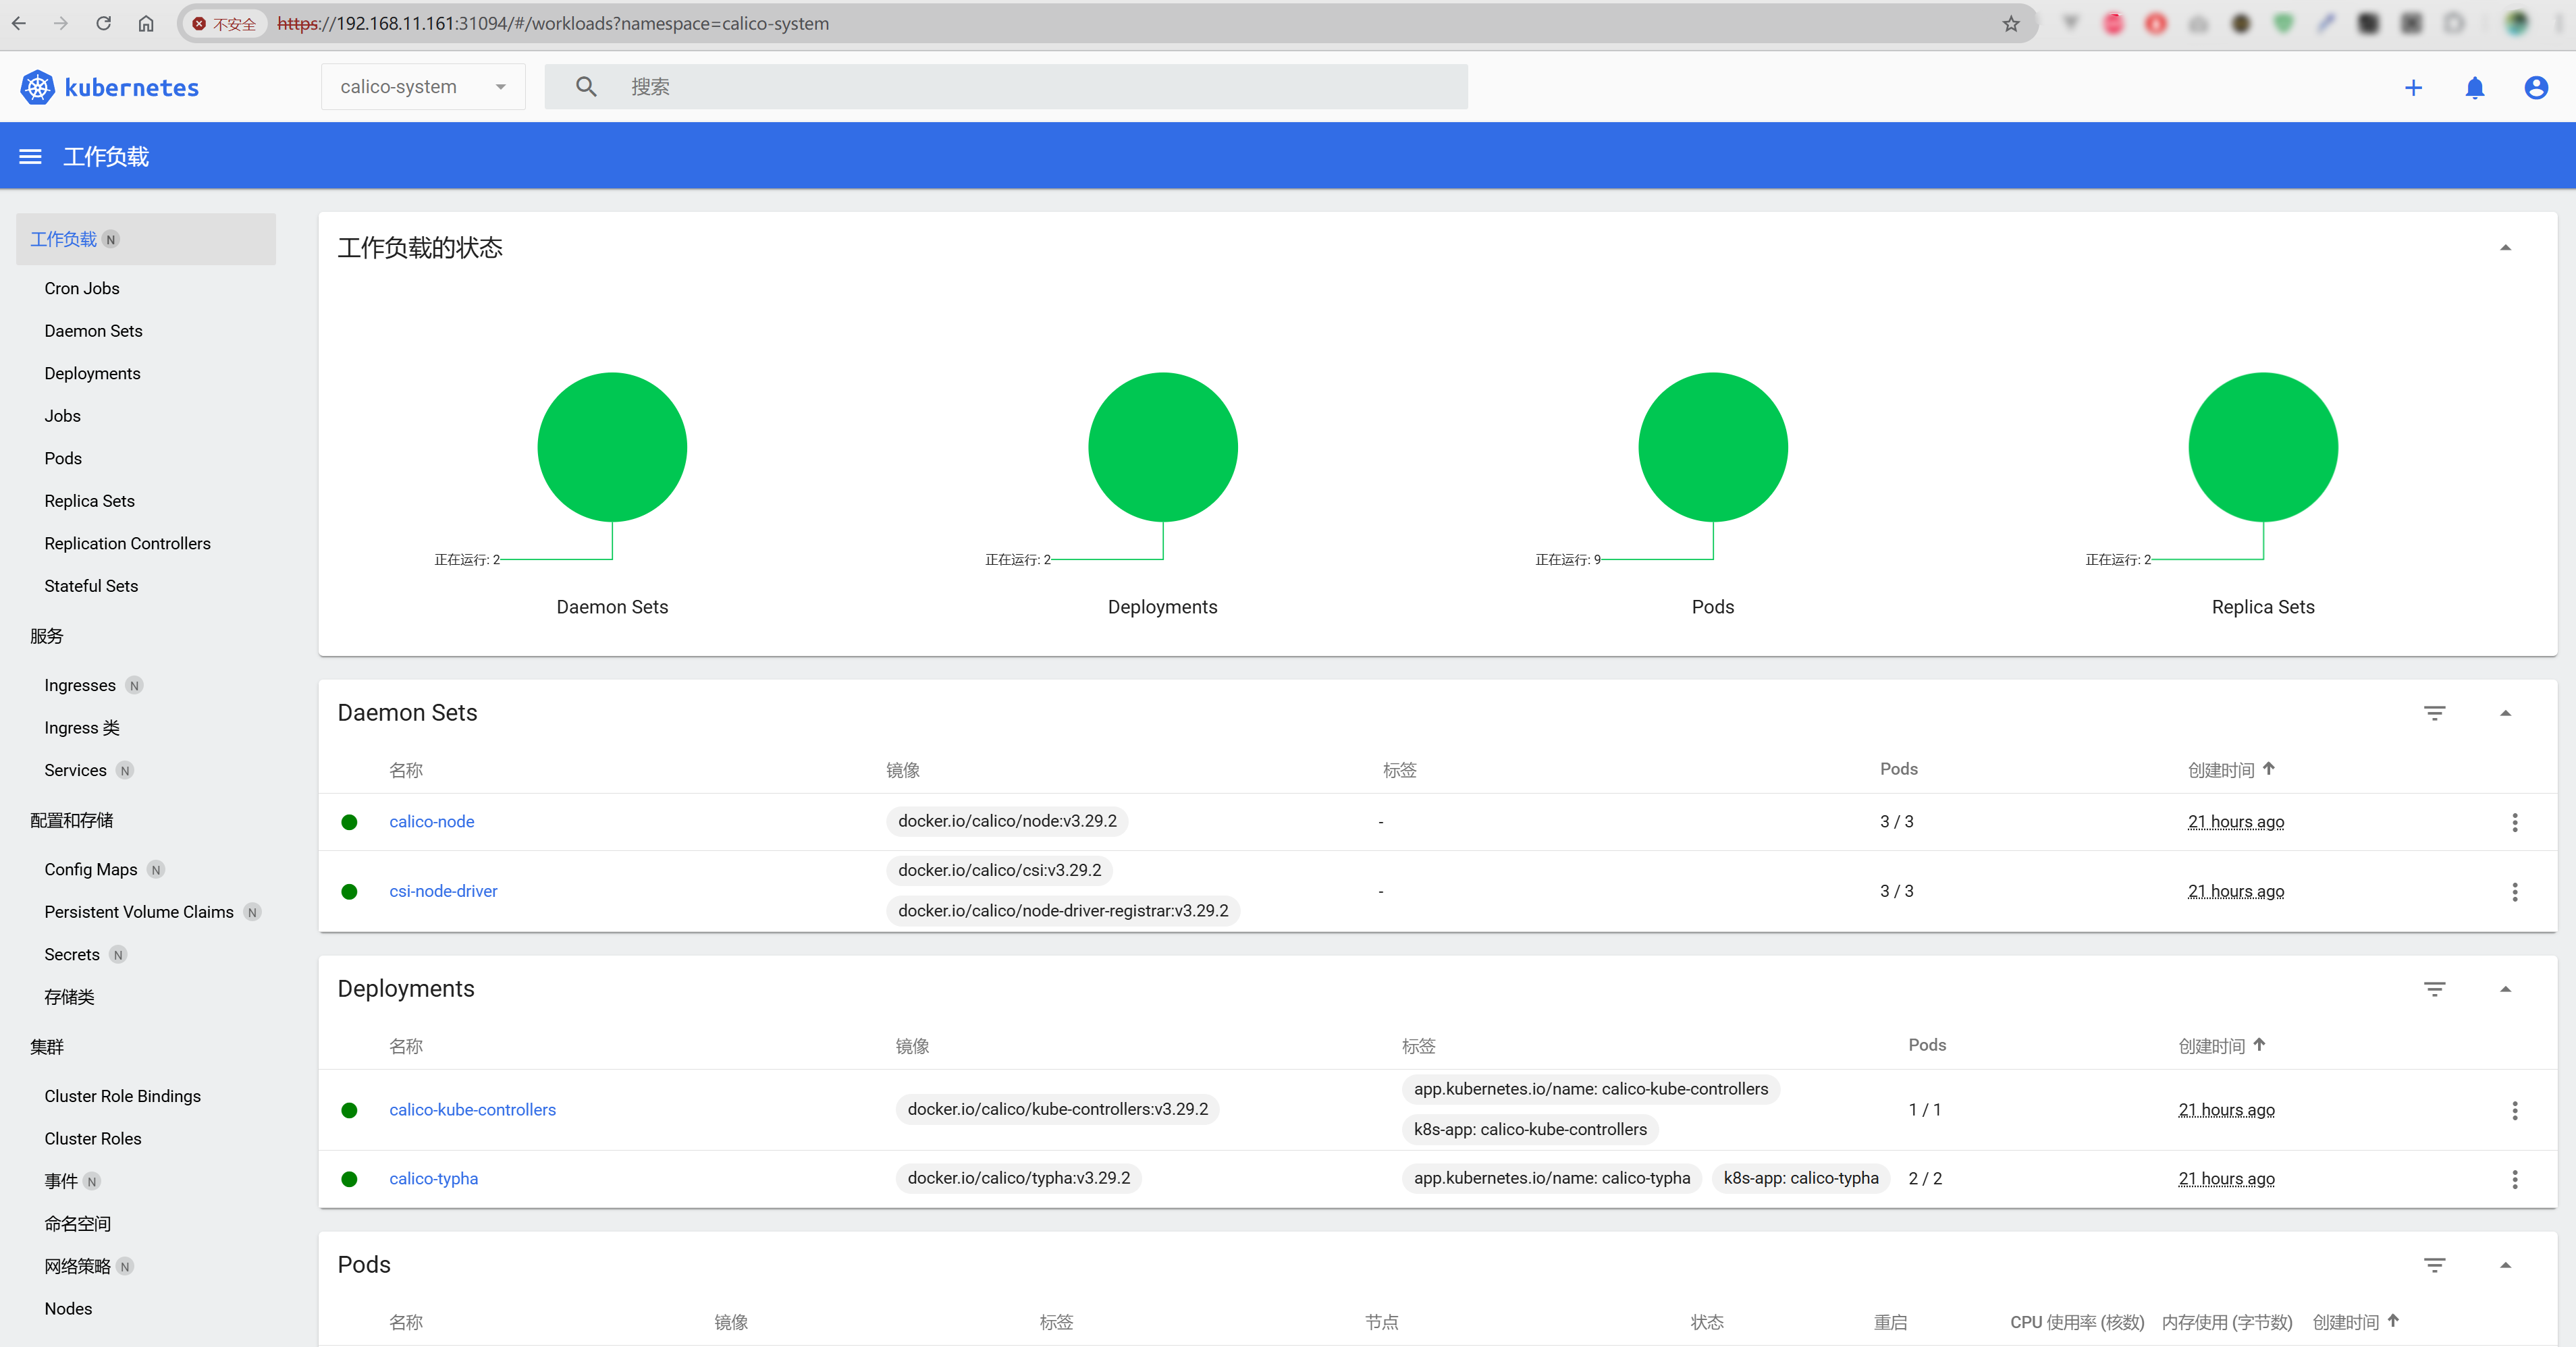 不安全 https://192.168.11.161:31094/#/workloads?namespace=calico-system
kubernetes
calico-system
搜索
工作负载
工作负载 N
Cron Jobs
Daemon Sets
Deployments
Jobs
Pods
Replica Sets
Replication Controllers
Stateful Sets
服务
Ingresses N
Ingress 类
Services N
配置和存储
Config Maps N
Persistent Volume Claims N
Secrets N
存储类
集群
Cluster Role Bindings
Cluster Roles
事件 N
命名空间
网络策略 N
Nodes
工作负载的状态
正在运行: 2
Daemon Sets
正在运行: 2
Deployments
正在运行: 9
Pods
正在运行: 2
Replica Sets
Daemon Sets
名称 镜像 标签 Pods 创建时间
calico-node docker.io/calico/node:v3.29.2 - 3 / 3 21 hours ago
csi-node-driver docker.io/calico/csi:v3.29.2 - 3 / 3 21 hours ago
docker.io/calico/node-driver-registrar:v3.29.2
Deployments
名称 镜像 标签 Pods 创建时间
calico-kube-controllers docker.io/calico/kube-controllers:v3.29.2 app.kubernetes.io/name: calico-kube-controllers 1 / 1 21 hours ago
k8s-app: calico-kube-controllers
calico-typha docker.io/calico/typha:v3.29.2 app.kubernetes.io/name: calico-typha k8s-app: calico-typha 2 / 2 21 hours ago
Pods
名称 镜像 标签 节点 状态 重启 CPU 使用率 (核数) 内存使用 (字节数) 创建时间